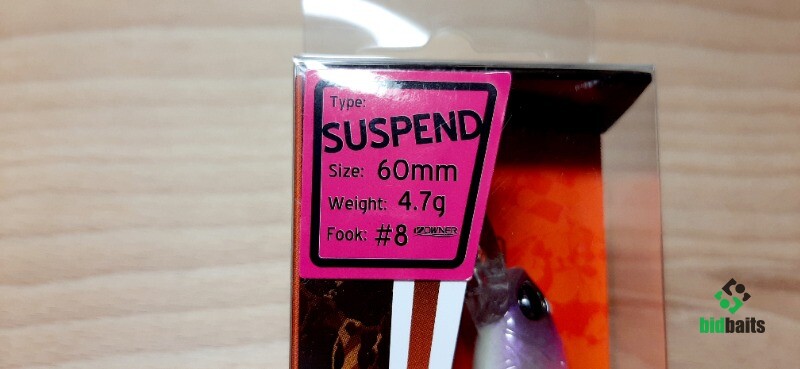 Type:
SUSPEND
Size: 60mm
Weight: 4.7g
Fook: #8 OWNER
bidbaits